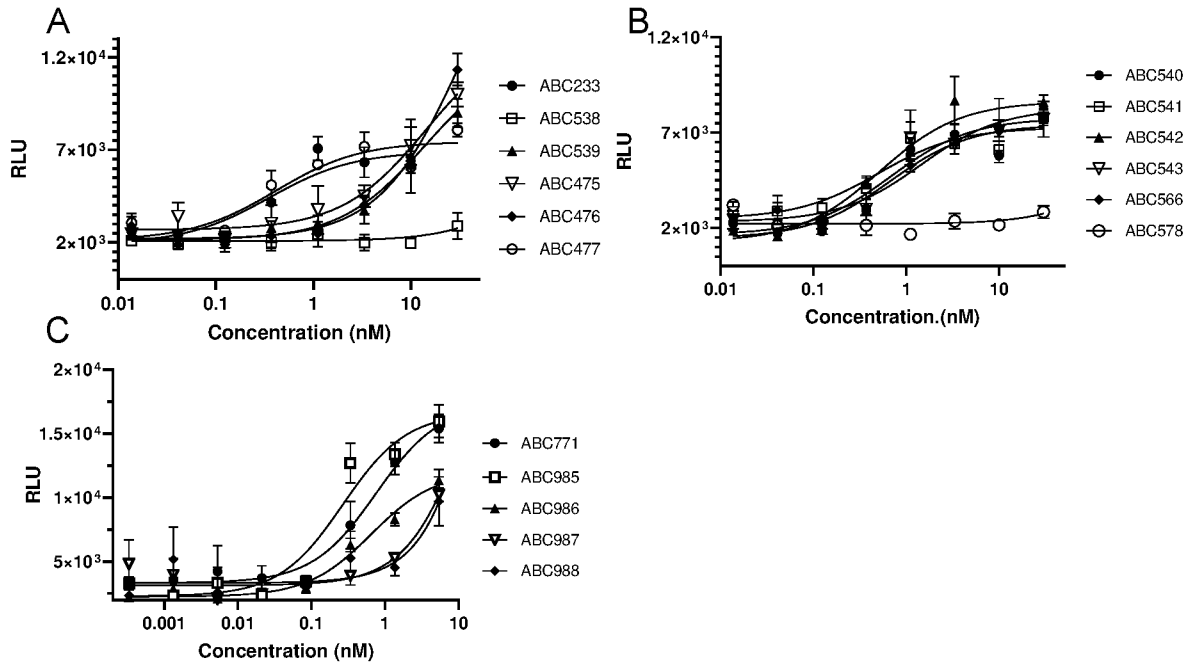 A
RLU
1.2×10⁴
7×10³
2×10³
0.01
0.1
1
10
Concentration (nM)
ABC233
ABC538
ABC539
ABC475
ABC476
ABC477
B
RLU
1.2×10⁴
7×10³
2×10³
0.01
0.1
1
10
Concentration.(nM)
ABC540
ABC541
ABC542
ABC543
ABC566
ABC578
C
RLU
2×10⁴
1.5×10⁴
1×10⁴
5×10³
0.001
0.01
0.1
1
10
Concentration (nM)
ABC771
ABC985
ABC986
ABC987
ABC988